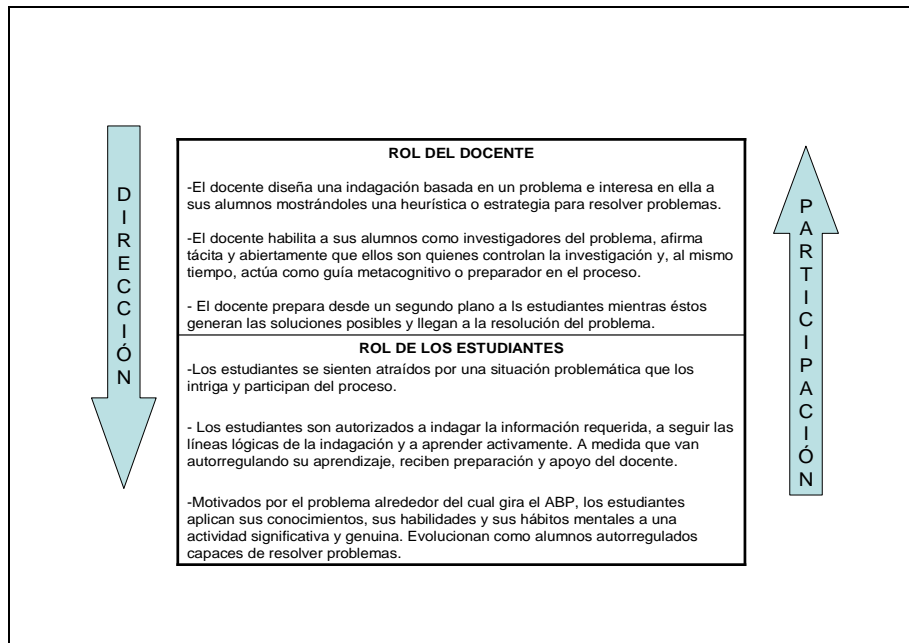 DIRECCIÓN
ROL DEL DOCENTE
-El docente diseña una indagación basada en un problema e interesa en ella a
sus alumnos mostrándoles una heurística o estrategia para resolver problemas.
-El docente habilita a sus alumnos como investigadores del problema, afirma
tácita y abiertamente que ellos son quienes controlan la investigación y, al mismo
tiempo, actúa como guía metacognitivo o preparador en el proceso.
- El docente prepara desde un segundo plano a ls estudiantes mientras éstos
generan las soluciones posibles y llegan a la resolución del problema.
ROL DE LOS ESTUDIANTES
-Los estudiantes se sienten atraídos por una situación problemática que los
intriga y participan del proceso.
- Los estudiantes son autorizados a indagar la información requerida, a seguir las
líneas lógicas de la indagación y a aprender activamente. A medida que van
autorregulando su aprendizaje, reciben preparación y apoyo del docente.
-Motivados por el problema alrededor del cual gira el ABP, los estudiantes
aplican sus conocimientos, sus habilidades y sus hábitos mentales a una
actividad significativa y genuina. Evolucionan como alumnos autorregulados
capaces de resolver problemas.
PARTICIPACIÓN